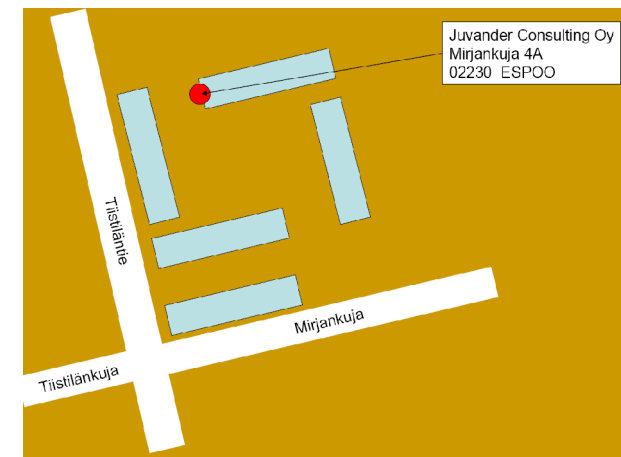 Juvander Consulting Oy
Mirjankuja 4A
02230 ESPOO
Tiistiläntie
Mirjankuja
Tiistilänkuja